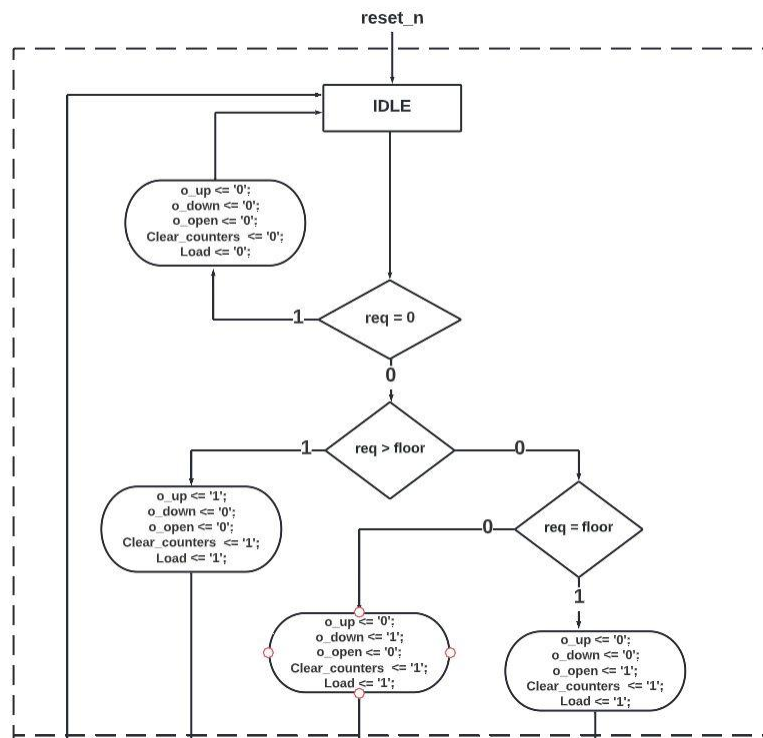 reset_n
IDLE
o_up <= '0';
o_down <= '0';
o_open <= '0';
Clear_counters <= '0';
Load <= '0';
1
req = 0
0
1
req > floor
0
o_up <= '1';
o_down <= '0';
o_open <= '0';
Clear_counters <= '1';
Load <= '1';
0
req = floor
1
o_up <= '0';
o_down <= '1';
o_open <= '0';
Clear_counters <= '1';
Load <= '1';
o_up <= '0';
o_down <= '0';
o_open <= '1';
Clear_counters <= '1';
Load <= '1';